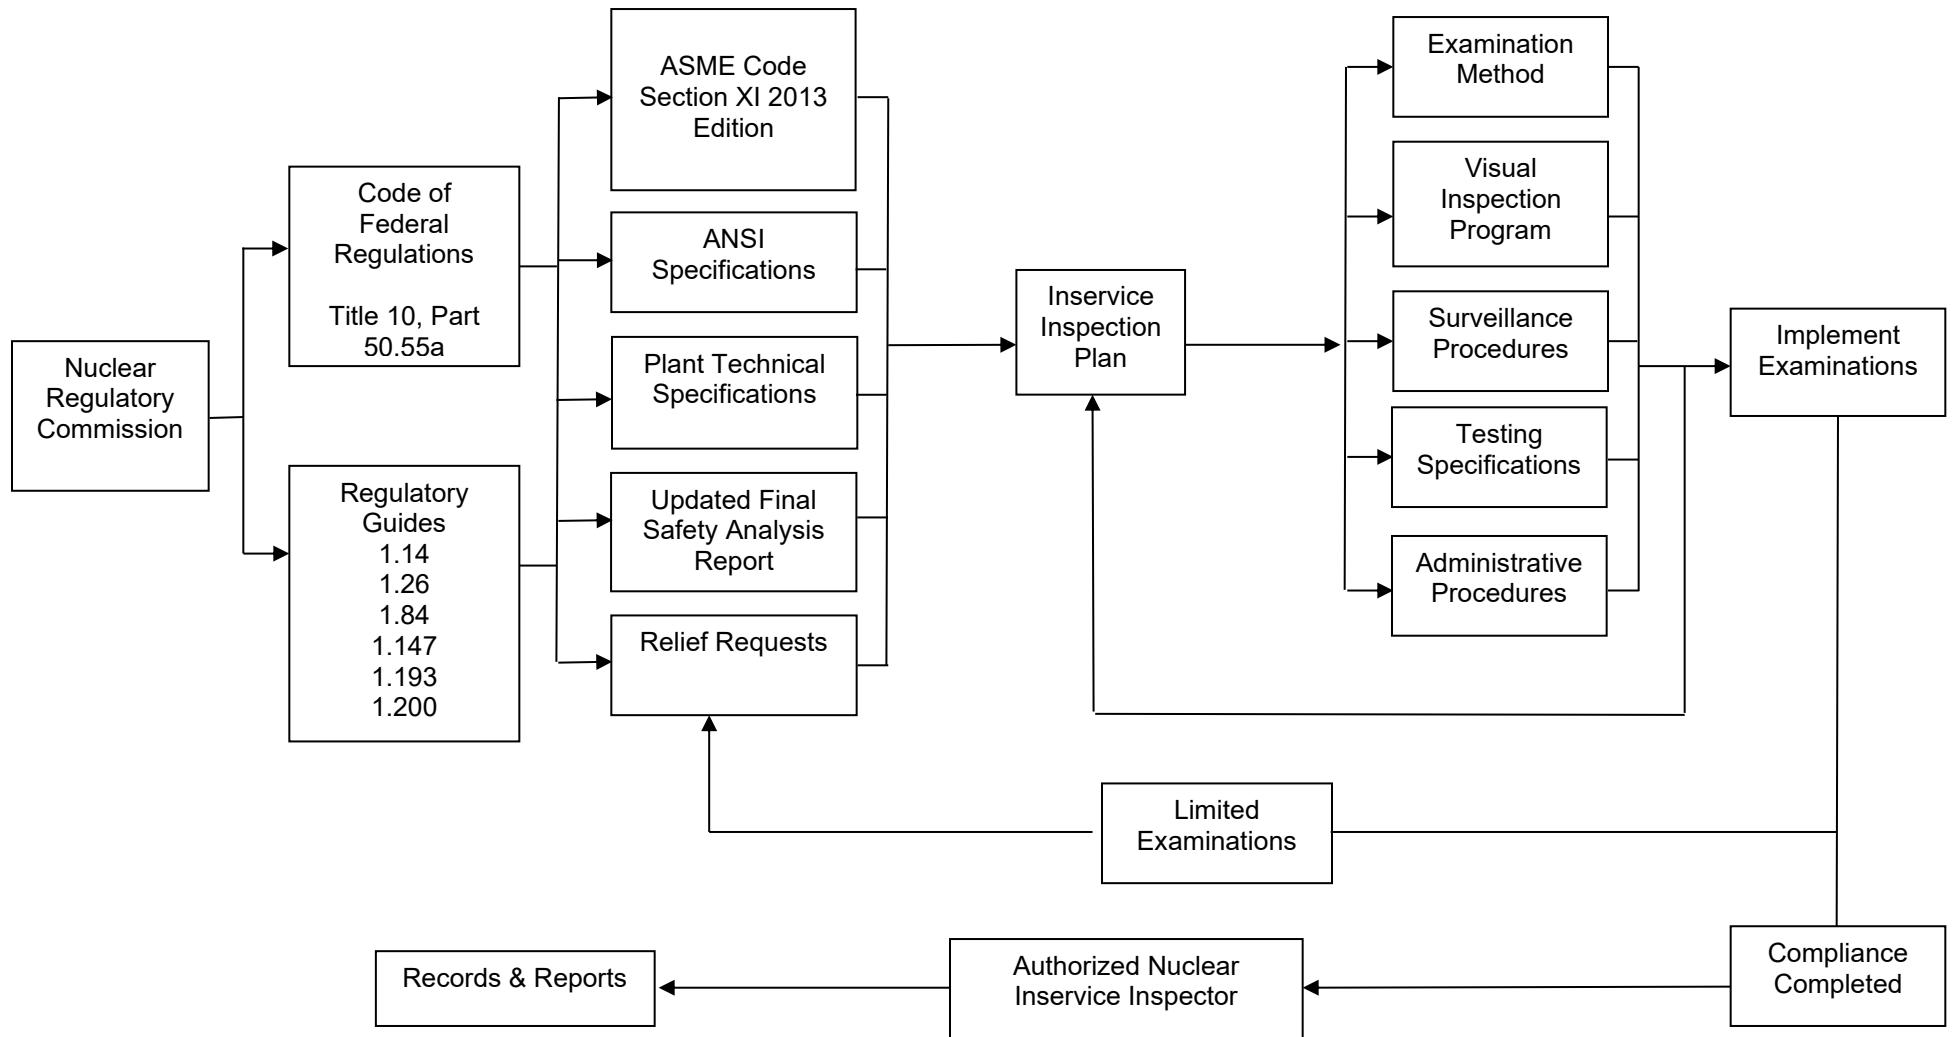 Nuclear
Regulatory
Commission
Code of
Federal
Regulations
Title 10, Part
50.55a
Regulatory
Guides
1.14
1.26
1.84
1.147
1.193
1.200
ASME Code
Section XI 2013
Edition
ANSI
Specifications
Plant Technical
Specifications
Updated Final
Safety Analysis
Report
Relief Requests
Inservice
Inspection
Plan
Examination
Method
Visual
Inspection
Program
Surveillance
Procedures
Testing
Specifications
Administrative
Procedures
Implement
Examinations
Limited
Examinations
Compliance
Completed
Authorized Nuclear
Inservice Inspector
Records & Reports